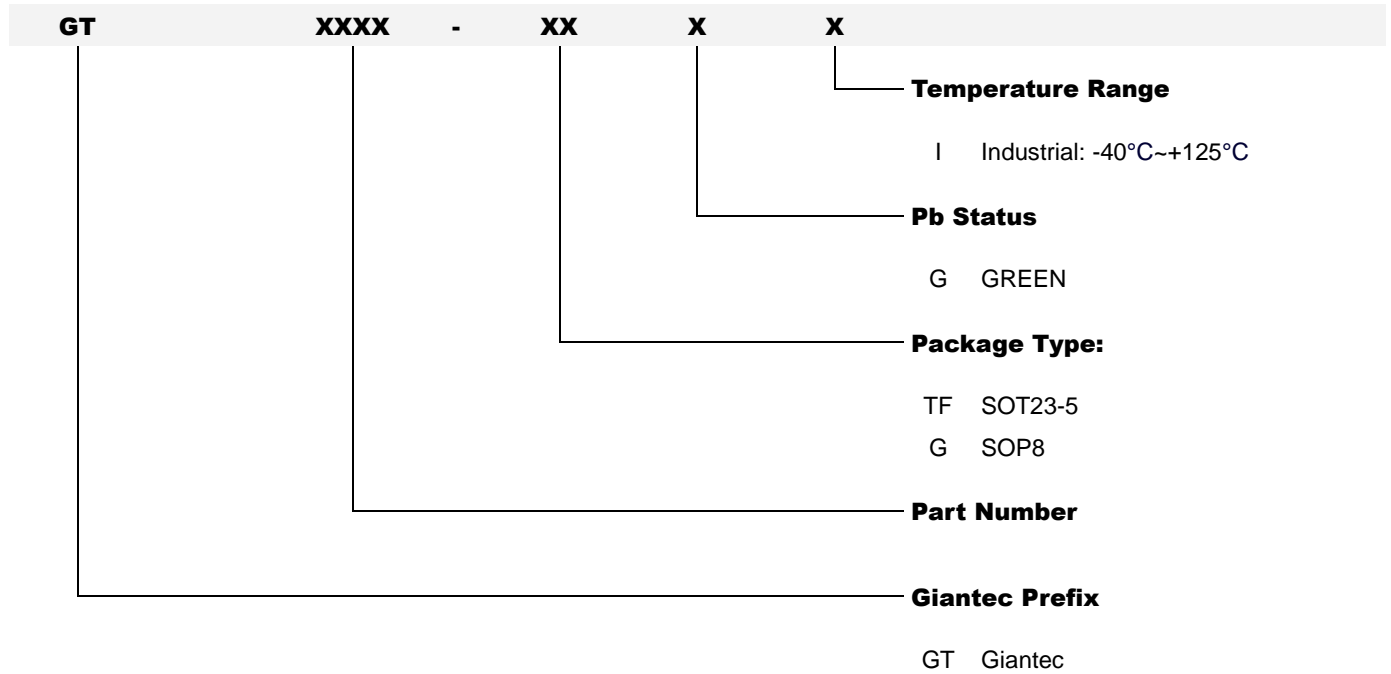 GT XXXX - XX X X
Temperature Range
I Industrial: -40°C~+125°C
Pb Status
G GREEN
Package Type:
TF SOT23-5
G SOP8
Part Number
Giantec Prefix
GT Giantec